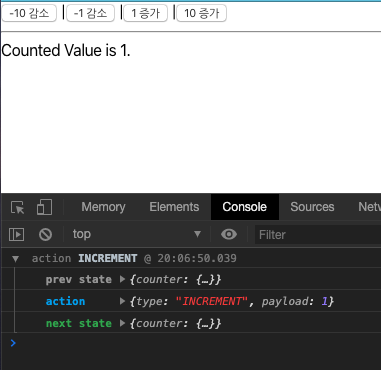 -10 감소 | -1 감소 | 1 증가 | 10 증가
Counted Value is 1.
Memory Elements Console Sources Netw
top Filter
▼ action INCREMENT @ 20:06:50.039
prev state ▶ {counter: {…}}
action ▶ {type: "INCREMENT", payload: 1}
next state ▶ {counter: {…}}
>